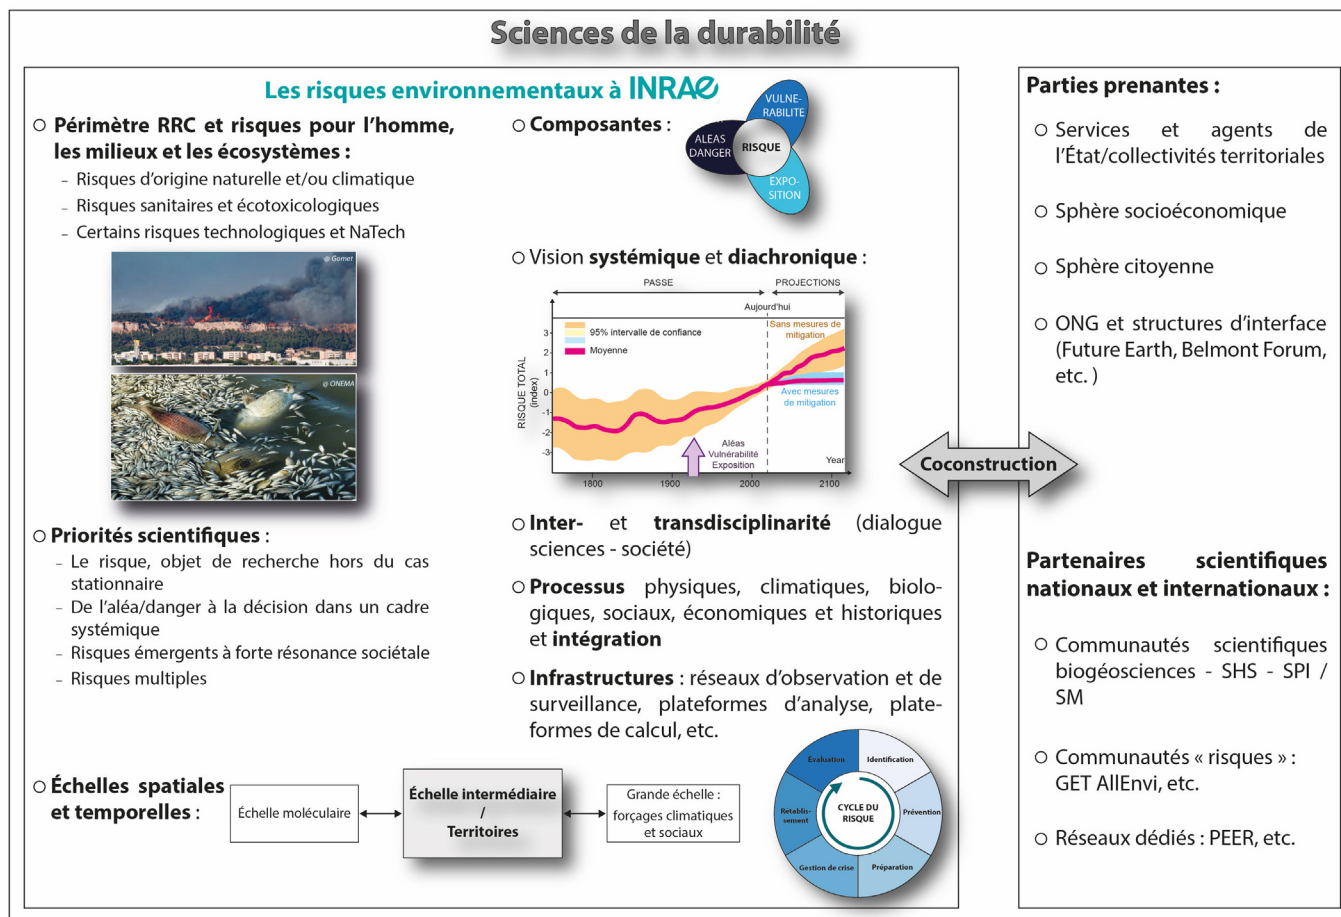 Sciences de la durabilité
Les risques environnementaux à INRAE
Périmètre RRC et risques pour l'homme,
les milieux et les écosystèmes :
- Risques d'origine naturelle et/ou climatique
- Risques sanitaires et écotoxicologiques
- Certains risques technologiques et NaTech
@ Gomet
@ ONEMA
Priorités scientifiques :
- Le risque, objet de recherche hors du cas
stationnaire
- De l'aléa/danger à la décision dans un cadre
systémique
- Risques émergents à forte résonance sociétale
- Risques multiples
Composantes :
VULNE-
RABILITE
ALEAS
DANGER
RISQUE
EXPO-
SITION
Vision systémique et diachronique :
PASSE
PROJECTIONS
Aujourd'hui
95% intervalle de confiance
Moyenne
Sans mesures de
mitigation
Avec mesures
de mitigation
RISQUE TOTAL
(index)
3
2
1
0
-1
-2
-3
Aléas
Vulnérabilité
Exposition
Year
1800
1900
2000
2100
Inter- et transdisciplinarité (dialogue
sciences - société)
Processus physiques, climatiques, biolo-
giques, sociaux, économiques et historiques
et intégration
Infrastructures : réseaux d'observation et de
surveillance, plateformes d'analyse, plate-
formes de calcul, etc.
Échelles spatiales
et temporelles :
Échelle moléculaire
Échelle intermédiaire
/
Territoires
Grande échelle :
forçages climatiques
et sociaux
Évaluation
Identification
Rétablis-
sement
CYCLE DU
RISQUE
Prévention
Gestion de crise
Préparation
Coconstruction
Parties prenantes :
Services et agents de
l'État/collectivités territoriales
Sphère socioéconomique
Sphère citoyenne
ONG et structures d'interface
(Future Earth, Belmont Forum,
etc. )
Partenaires scientifiques
nationaux et internationaux :
Communautés scientifiques
biogéosciences - SHS - SPI /
SM
Communautés « risques » :
GET AllEnvi, etc.
Réseaux dédiés : PEER, etc.